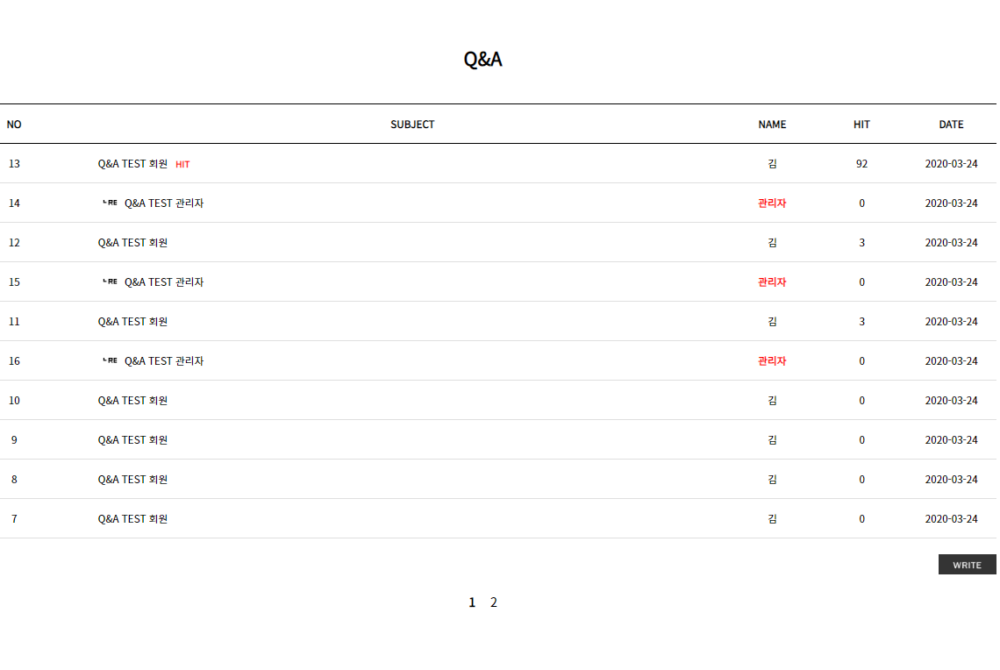 Q&A
NO SUBJECT NAME HIT DATE
13 Q&A TEST 회원 HIT 김 92 2020-03-24
14 RE Q&A TEST 관리자 관리자 0 2020-03-24
12 Q&A TEST 회원 김 3 2020-03-24
15 RE Q&A TEST 관리자 관리자 0 2020-03-24
11 Q&A TEST 회원 김 3 2020-03-24
16 RE Q&A TEST 관리자 관리자 0 2020-03-24
10 Q&A TEST 회원 김 0 2020-03-24
9 Q&A TEST 회원 김 0 2020-03-24
8 Q&A TEST 회원 김 0 2020-03-24
7 Q&A TEST 회원 김 0 2020-03-24
WRITE
1 2